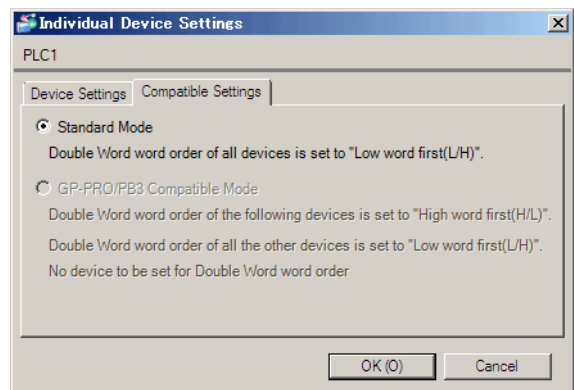 Individual Device Settings
PLC1
Device Settings
Compatible Settings
Standard Mode
Double Word word order of all devices is set to "Low word first(L/H)".
GP-PRO/PB3 Compatible Mode
Double Word word order of the following devices is set to "High word first(H/L)".
Double Word word order of all the other devices is set to "Low word first(L/H)".
No device to be set for Double Word word order
OK (O)
Cancel